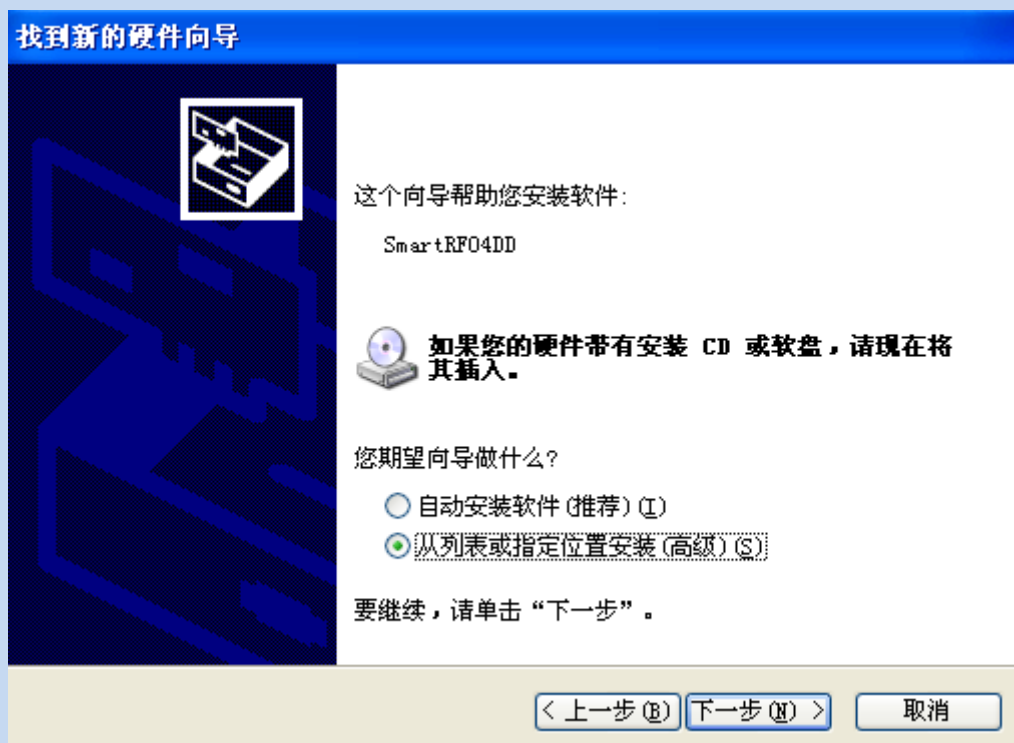 找到新的硬件向导
这个向导帮助您安装软件:
SmartRF04DD
如果您的硬件带有安装 CD 或软盘，请现在将
其插入。
您期望向导做什么?
自动安装软件(推荐)(I)
从列表或指定位置安装(高级)(S)
要继续，请单击“下一步”。
< 上一步(B)
下一步(N) >
取消